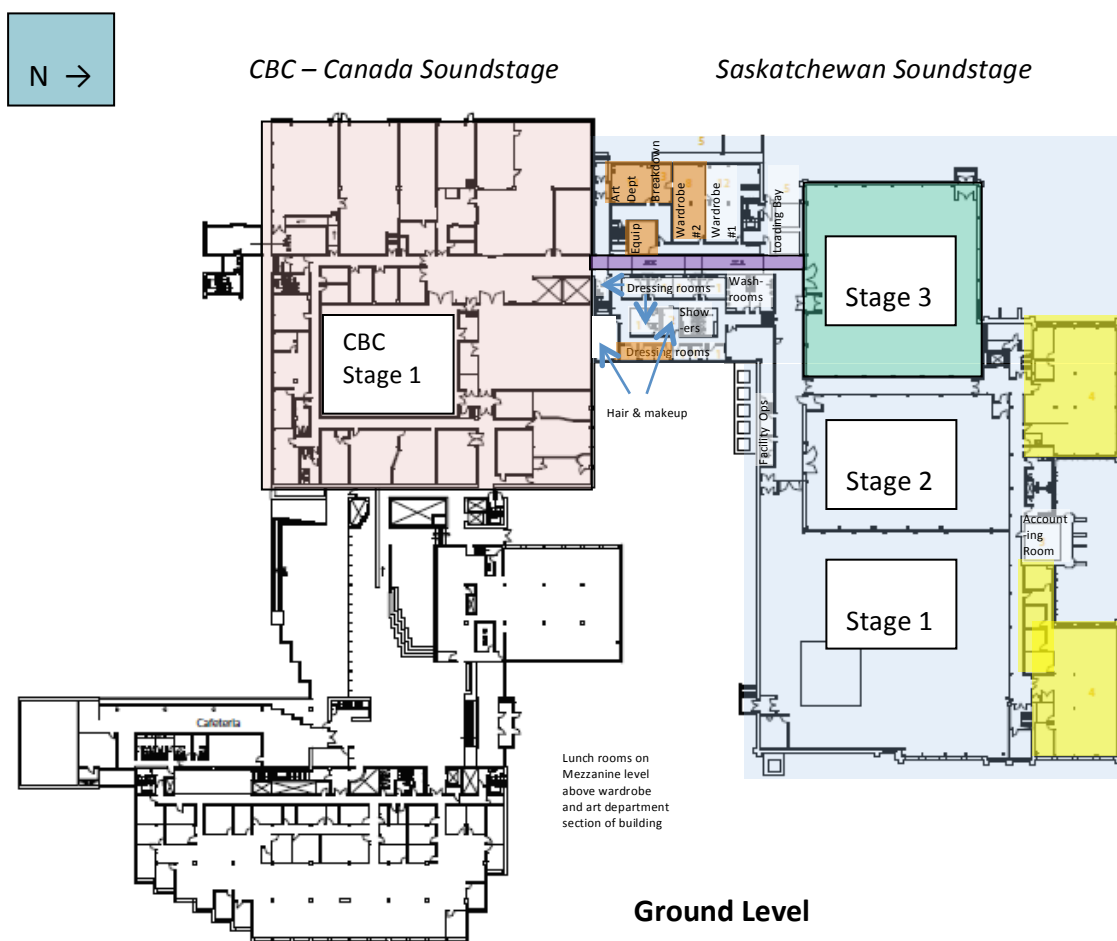 N →
CBC – Canada Soundstage
Saskatchewan Soundstage
Art
Dept
Breakdown
Wardrobe
#2
Wardrobe
#1
Loading Bay
Equip
Dressing rooms
Wash-
rooms
Show
-ers
Dressing rooms
Hair & makeup
Facility Ops
CBC
Stage 1
Stage 3
Stage 2
Stage 1
Account
-ing
Room
4
4
Cafeteria
Lunch rooms on
Mezzanine level
above wardrobe
and art department
section of building
Ground Level